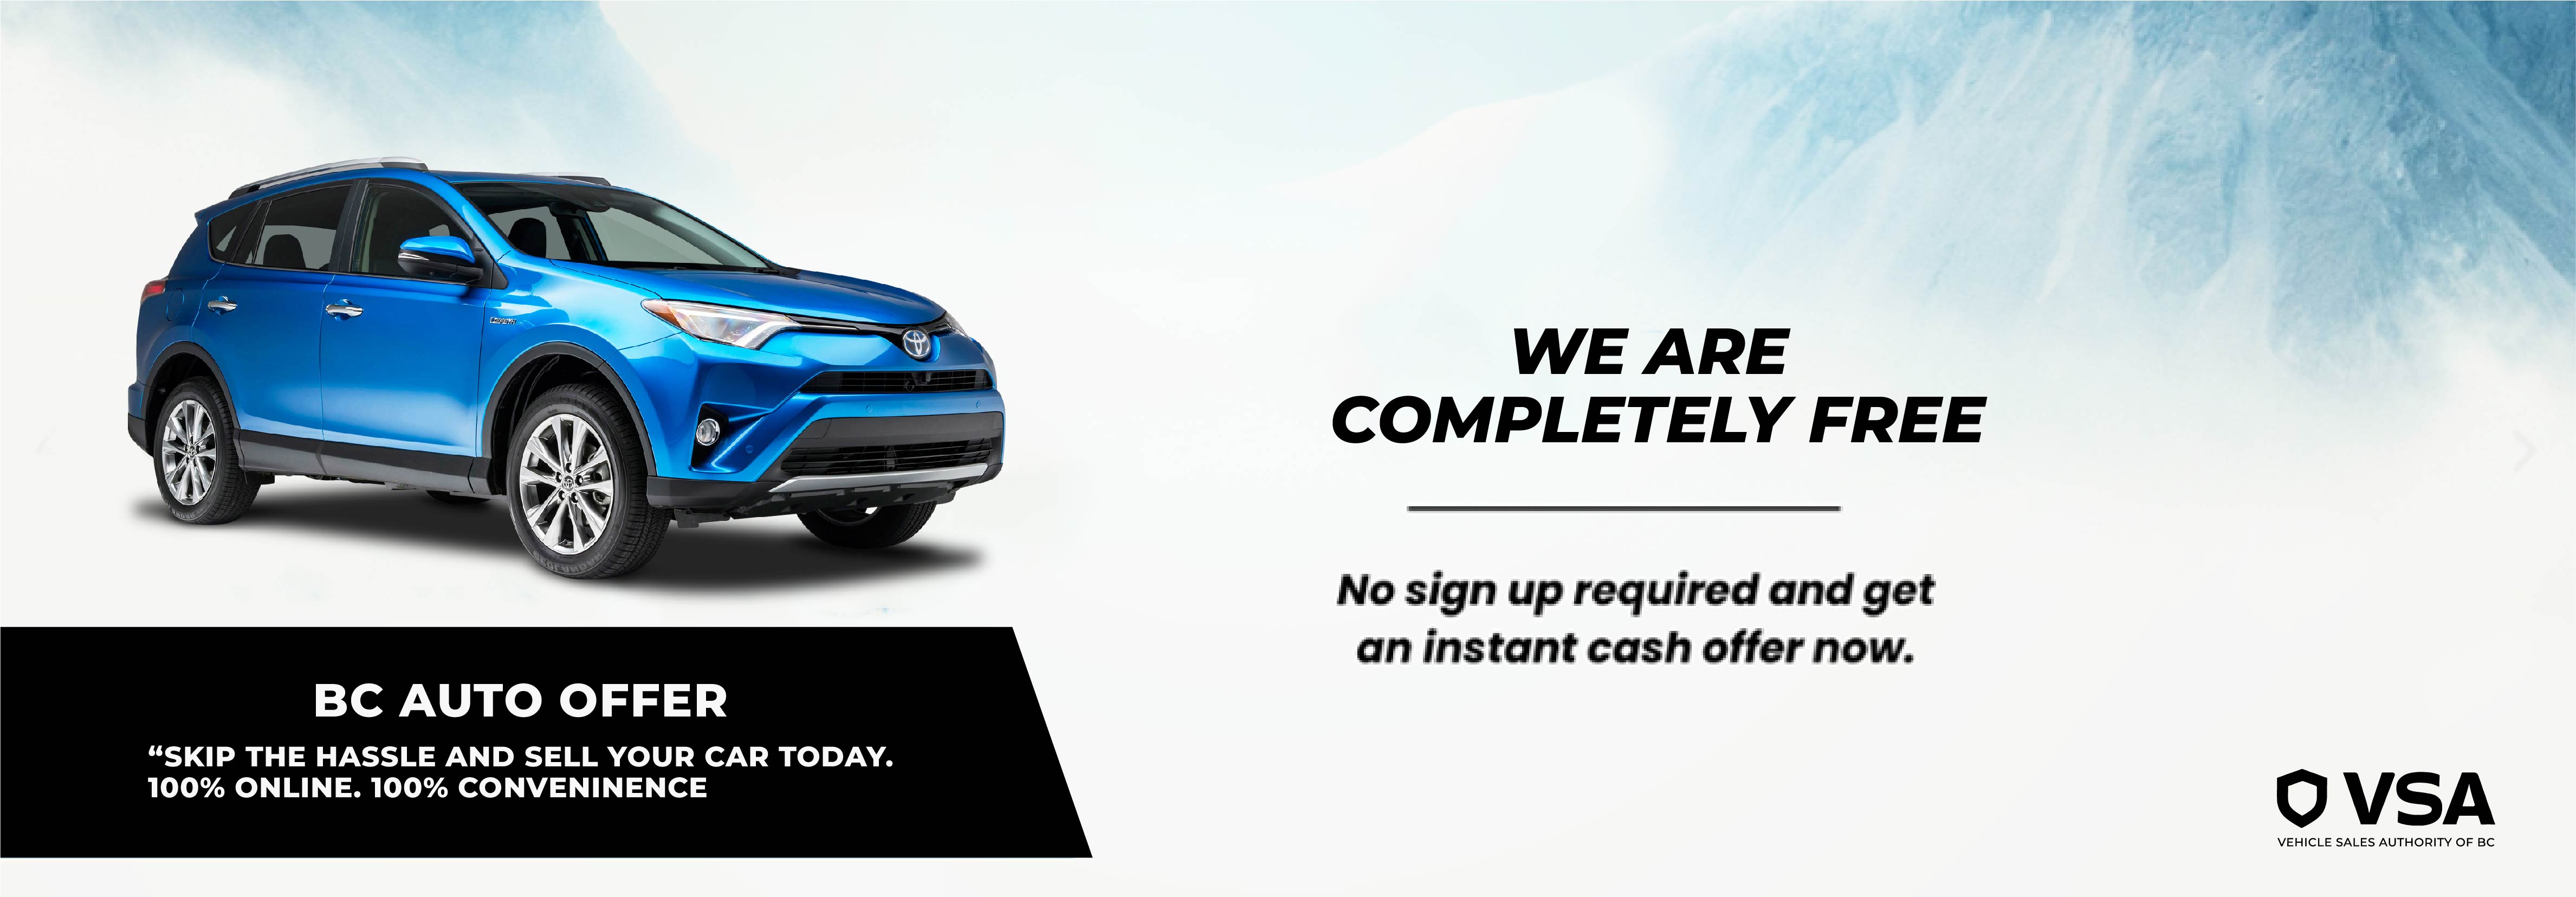 WE ARE
COMPLETELY FREE
No sign up required and get
an instant cash offer now.
BC AUTO OFFER
“SKIP THE HASSLE AND SELL YOUR CAR TODAY.
100% ONLINE. 100% CONVENINENCE
VSA
VEHICLE SALES AUTHORITY OF BC